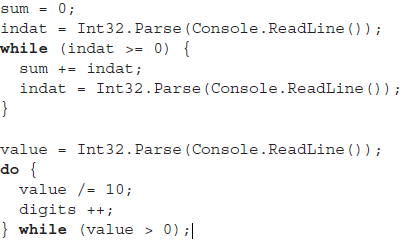 sum = 0;
indat = Int32.Parse(Console.ReadLine());
while (indat >= 0) {
  sum += indat;
  indat = Int32.Parse(Console.ReadLine());
}

value = Int32.Parse(Console.ReadLine());
do {
  value /= 10;
  digits ++;
} while (value > 0);